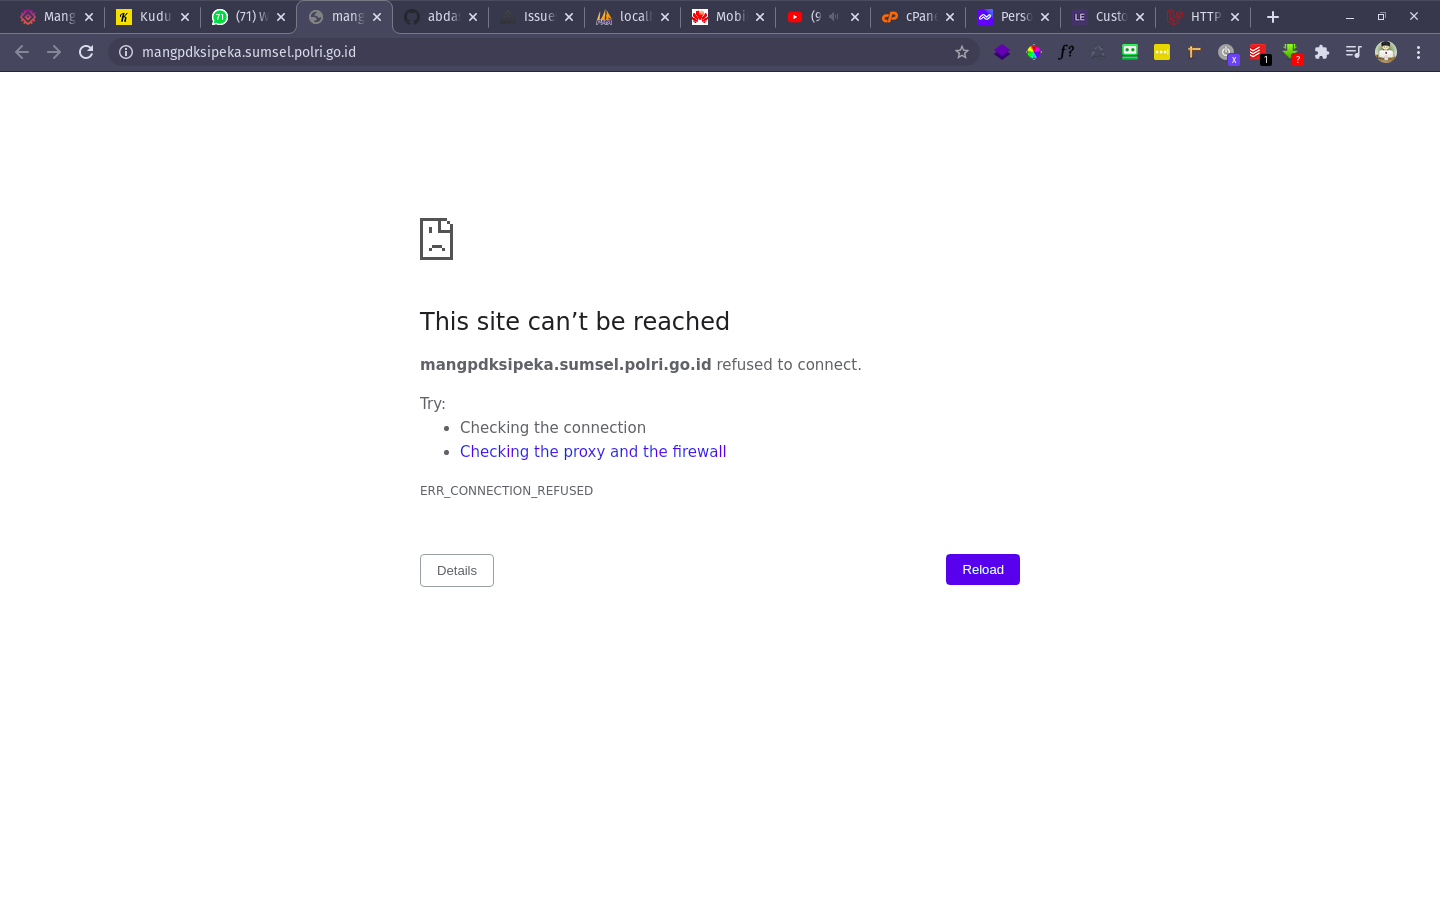 Mang Kudu (71) W mang abda Issue locall Mobi (9 cPane Perso Custo HTTP
mangpdksipeka.sumsel.polri.go.id
This site can’t be reached
mangpdksipeka.sumsel.polri.go.id refused to connect.
Try:
Checking the connection
Checking the proxy and the firewall
ERR_CONNECTION_REFUSED
Details
Reload